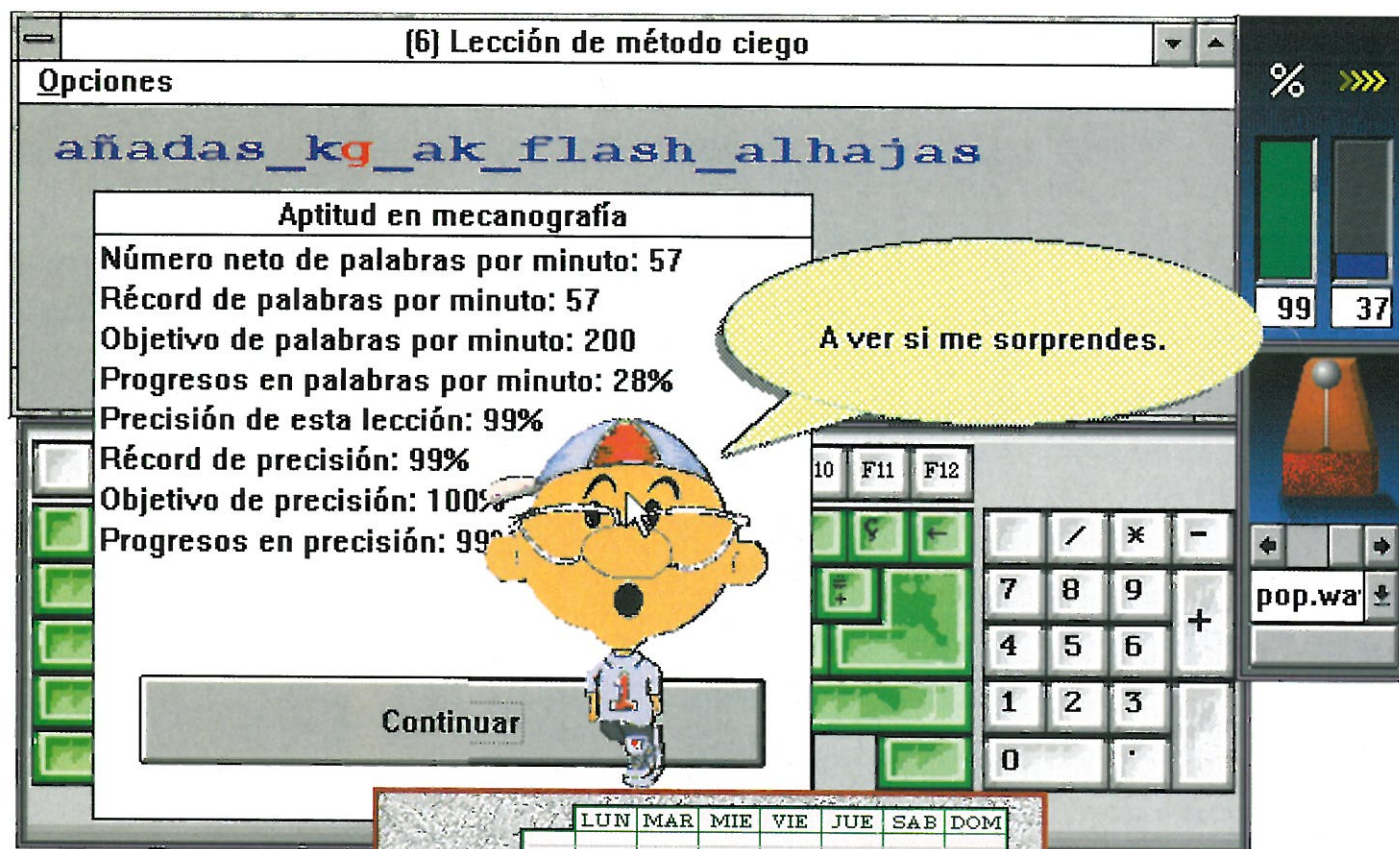 (6) Lección de método ciego
Opciones
añadas_kg_ak_flash_alhajas
% >>>>
99 37
Aptitud en mecanografía
Número neto de palabras por minuto: 57
Récord de palabras por minuto: 57
Objetivo de palabras por minuto: 200
Progresos en palabras por minuto: 28%
Precisión de esta lección: 99%
Récord de precisión: 99%
Objetivo de precisión: 100%
Progresos en precisión: 99
A ver si me sorprendes.
1
Continuar
10 F11 F12
Ç ←
= +
/ * -
7 8 9 +
4 5 6
1 2 3
0 .
pop.wa
LUN MAR MIE VIE JUE SAB DOM